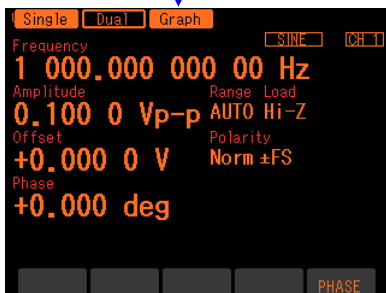 Single Dual Graph
SINE CH 1
Frequency
1 000.000 000 00 Hz
Amplitude Range Load
0.100 0 Vp-p AUTO Hi-Z
Offset Polarity
+0.000 0 V Norm ±FS
Phase
+0.000 deg
PHASE